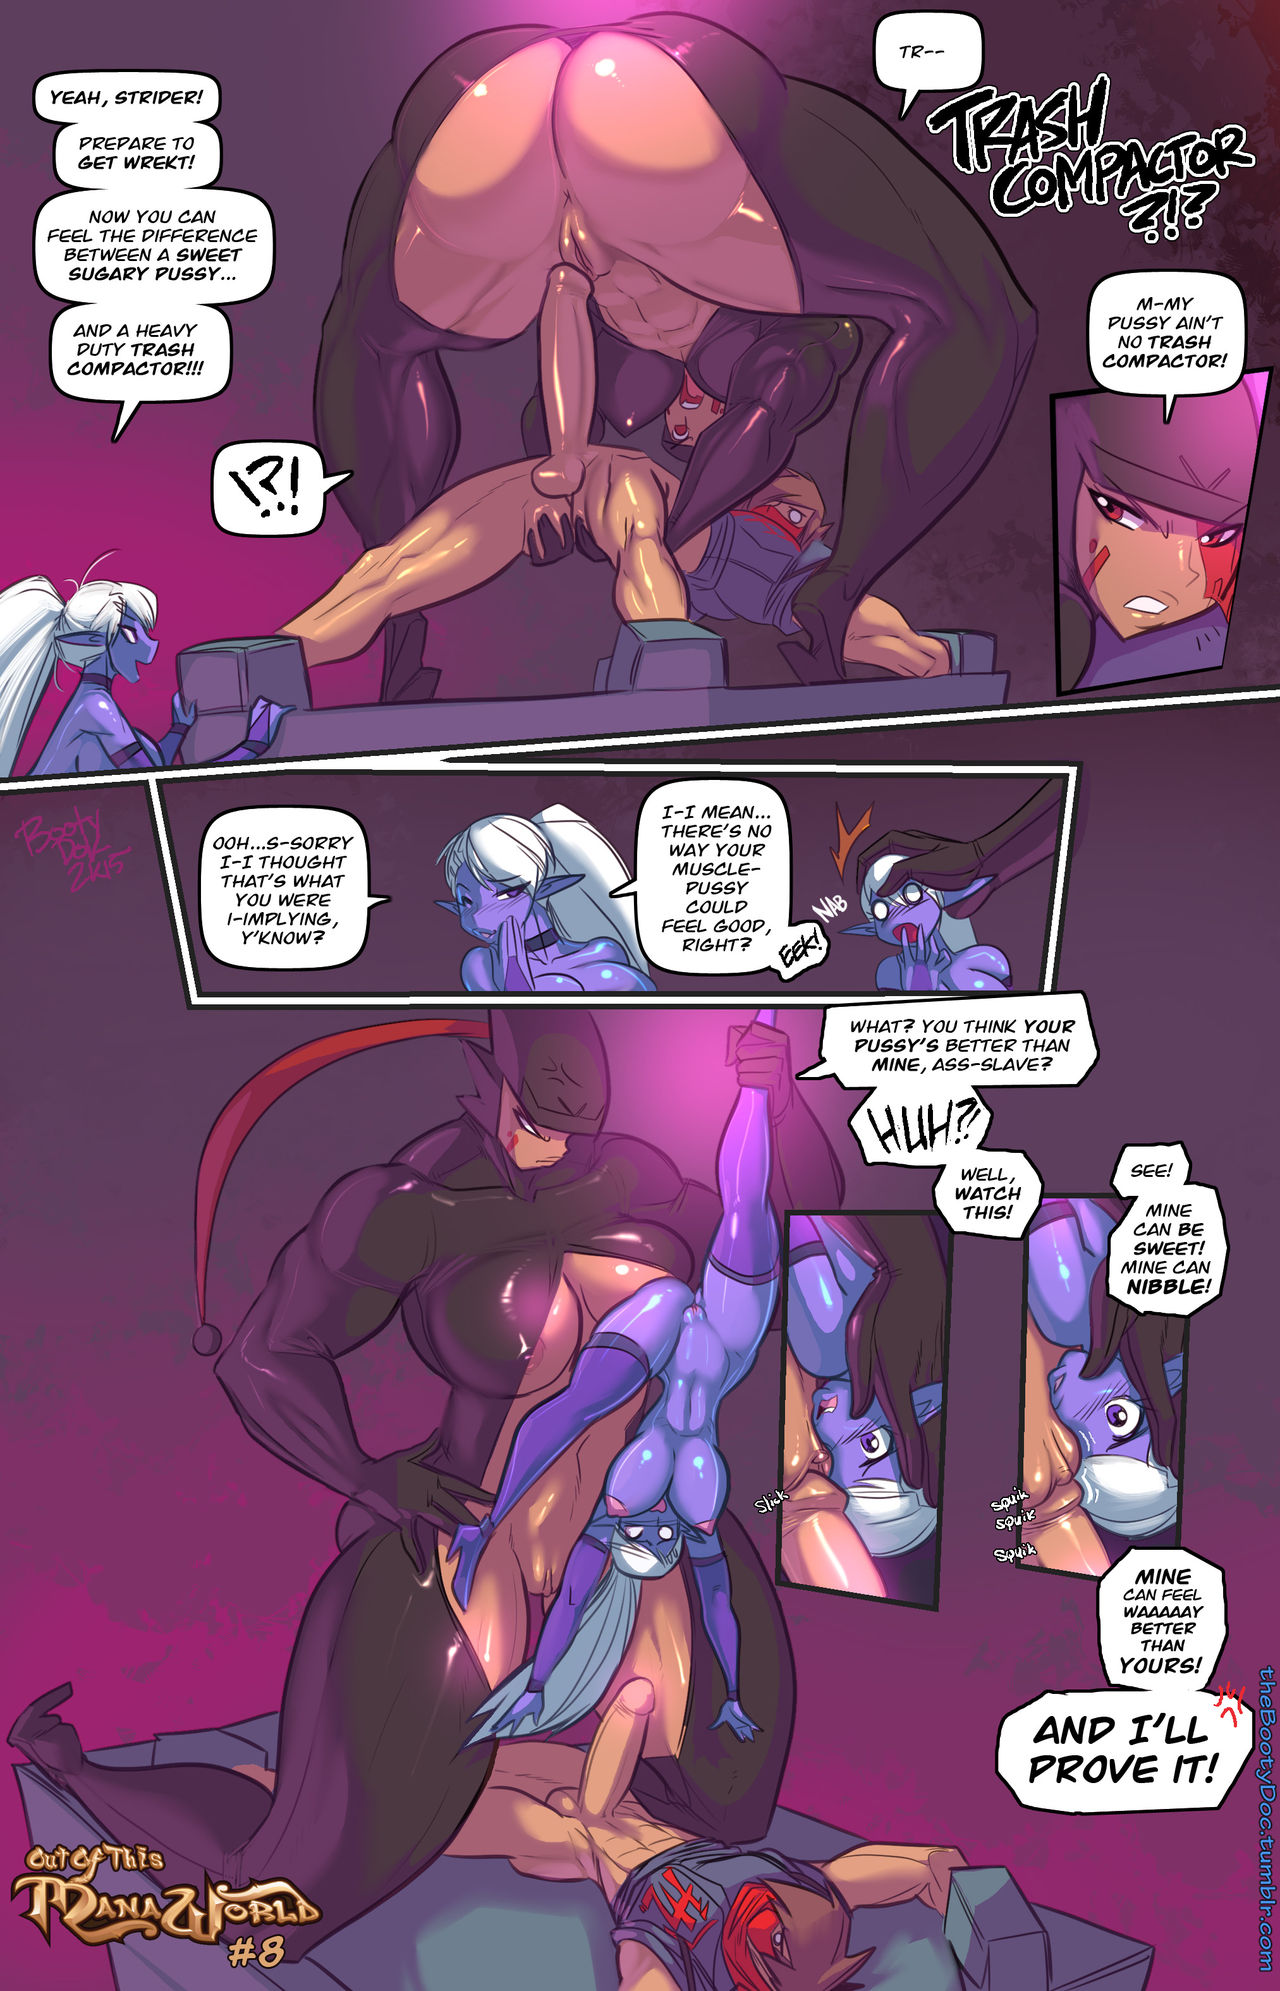 YEAH, STRIDER!
PREPARE TO
GET WREKT!
NOW YOU CAN
FEEL THE DIFFERENCE
BETWEEN A SWEET
SUGARY PUSSY...
AND A HEAVY
DUTY TRASH
COMPACTOR!!!
!?!
TR--
TRASH
COMPACTOR
?!?
M-MY
PUSSY AIN'T
NO TRASH
COMPACTOR!
Booty
Dok
2K15
OOH...S-SORRY
I-I THOUGHT
THAT'S WHAT
YOU WERE
I-IMPLYING,
Y'KNOW?
I-I MEAN...
THERE'S NO
WAY YOUR
MUSCLE-
PUSSY
COULD
FEEL GOOD,
RIGHT?
EEK!
NAB
WHAT? YOU THINK YOUR
PUSSY'S BETTER THAN
MINE, ASS-SLAVE?
HUH?!
WELL,
WATCH
THIS!
Slick
SEE!
MINE
CAN BE
SWEET!
MINE CAN
NIBBLE!
squik
squik
squik
MINE
CAN FEEL
WAAAAAY
BETTER
THAN
YOURS!
AND I'LL
PROVE IT!
Out Of This
Mana World
#8
theBootyDoc.tumblr.com